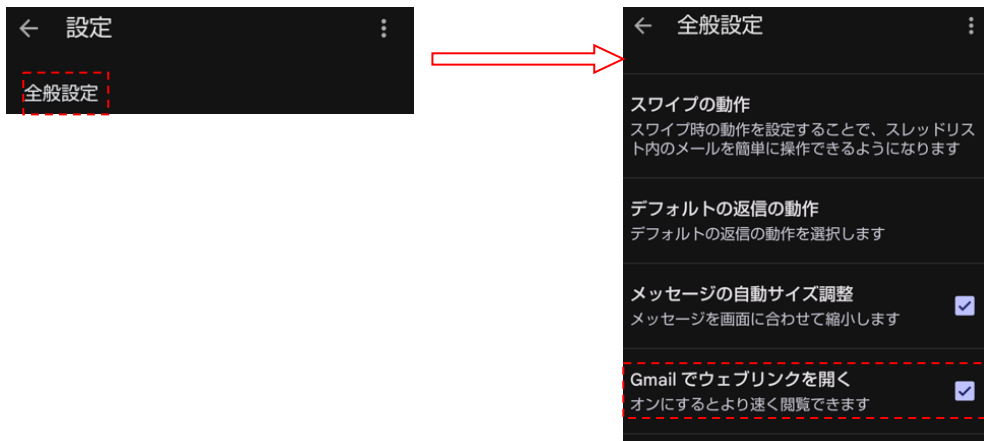 設定
全般設定
全般設定
スワイプの動作
スワイプ時の動作を設定することで、スレッドリス
ト内のメールを簡単に操作できるようになります
デフォルトの返信の動作
デフォルトの返信の動作を選択します
メッセージの自動サイズ調整
メッセージを画面に合わせて縮小します
Gmail でウェブリンクを開く
オンにするとより速く閲覧できます